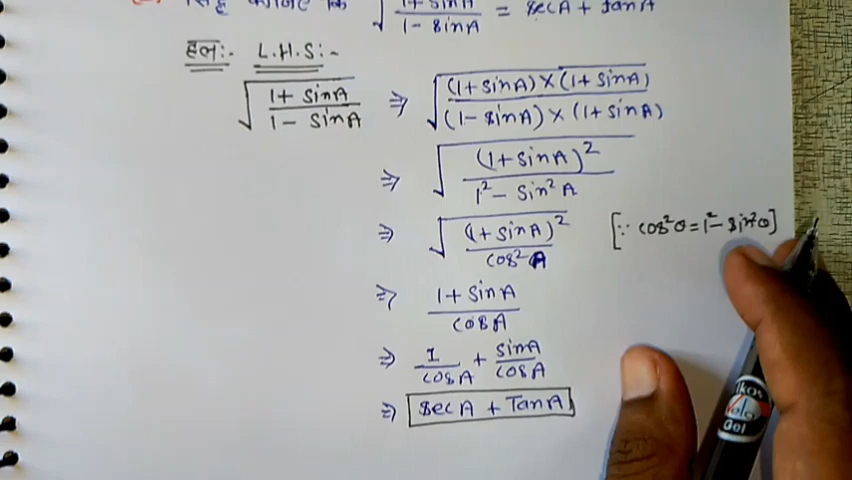 सिद्ध कीजिए कि √(1+sinA / 1-sinA) = secA + tanA
हल:- L.H.S:-
√(1+sinA / 1-sinA) ⇒ √((1+sinA)×(1+sinA) / (1-sinA)×(1+sinA))
⇒ √((1+sinA)² / 1²-sin²A)
⇒ √((1+sinA)² / cos²A) [∵ cos²θ=1²-sin²θ]
⇒ 1+sinA / cosA
⇒ 1/cosA + sinA/cosA
⇒ secA + TanA
Gel